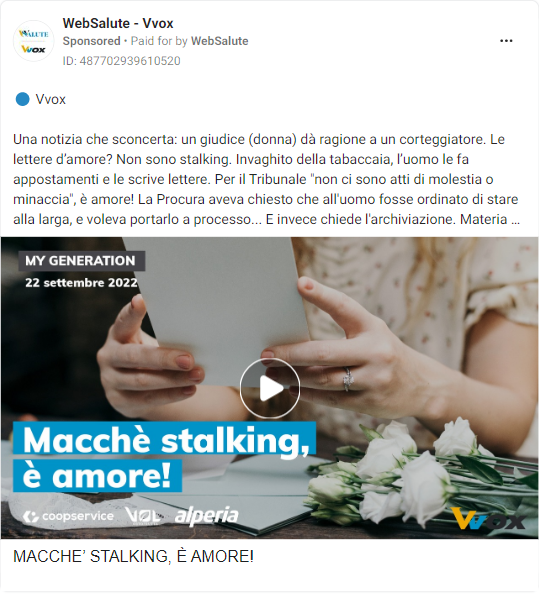 WebSalute - Vvox
Sponsored • Paid for by WebSalute
ID: 487702939610520
Vvox
Una notizia che sconcerta: un giudice (donna) dà ragione a un corteggiatore. Le
lettere d'amore? Non sono stalking. Invaghito della tabaccaia, l'uomo le fa
appostamenti e le scrive lettere. Per il Tribunale "non ci sono atti di molestia o
minaccia", è amore! La Procura aveva chiesto che all'uomo fosse ordinato di stare
alla larga, e voleva portarlo a processo... E invece chiede l'archiviazione. Materia ...
MY GENERATION
22 settembre 2022
Macchè stalking,
è amore!
coopservice VOL alperia
Vvox
MACCHE' STALKING, È AMORE!